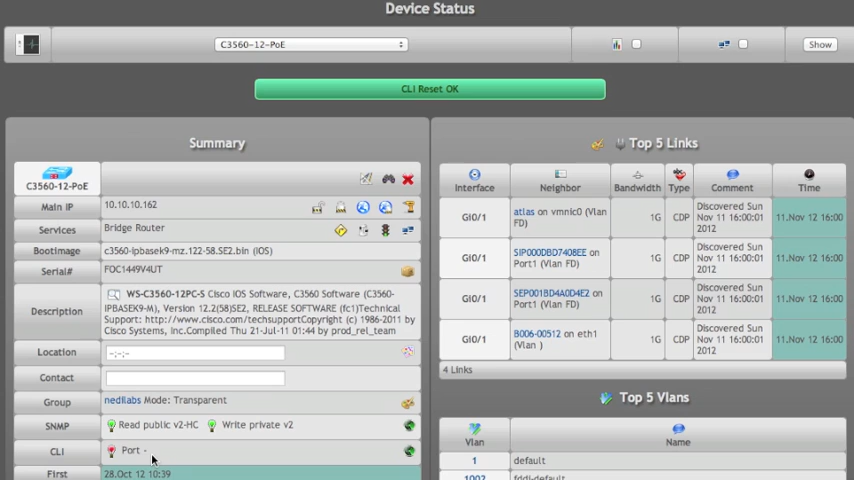 Device Status
C3560-12-PoE
Show
CLI Reset OK
Summary
C3560-12-PoE
Main IP
10.10.10.162
Services
Bridge Router
Bootimage
c3560-ipbasek9-mz.122-58.SE2.bin (IOS)
Serial#
FOC1449V4UT
Description
WS-C3560-12PC-S Cisco IOS Software, C3560 Software (C3560-
IPBASEK9-M), Version 12.2(58)SE2, RELEASE SOFTWARE (fc1)Technical
Support: http://www.cisco.com/techsupportCopyright (c) 1986-2011 by
Cisco Systems, Inc.Compiled Thu 21-Jul-11 01:44 by prod_rel_team
Location
-;-;-
Contact
Group
nedilabs Mode: Transparent
SNMP
Read public v2-HC Write private v2
CLI
Port -
First
28.Oct 12 10:39
Top 5 Links
Interface Neighbor Bandwidth Type Comment Time
GI0/1
atlas on vmnic0 (Vlan
FD)
1G
CDP
Discovered Sun
Nov 11 16:00:01
2012
11.Nov 12 16:00
GI0/1
SIP000DBD7408EE on
Port1 (Vlan FD)
1G
CDP
Discovered Sun
Nov 11 16:00:01
2012
11.Nov 12 16:00
GI0/1
SEP001BD4A0D4E2 on
Port1 (Vlan FD)
1G
CDP
Discovered Sun
Nov 11 16:00:01
2012
11.Nov 12 16:00
GI0/1
B006-00512 on eth1
(Vlan )
1G
CDP
Discovered Sun
Nov 11 16:00:01
2012
11.Nov 12 16:00
4 Links
Top 5 Vlans
Vlan Name
1 default
1002 fddi-default